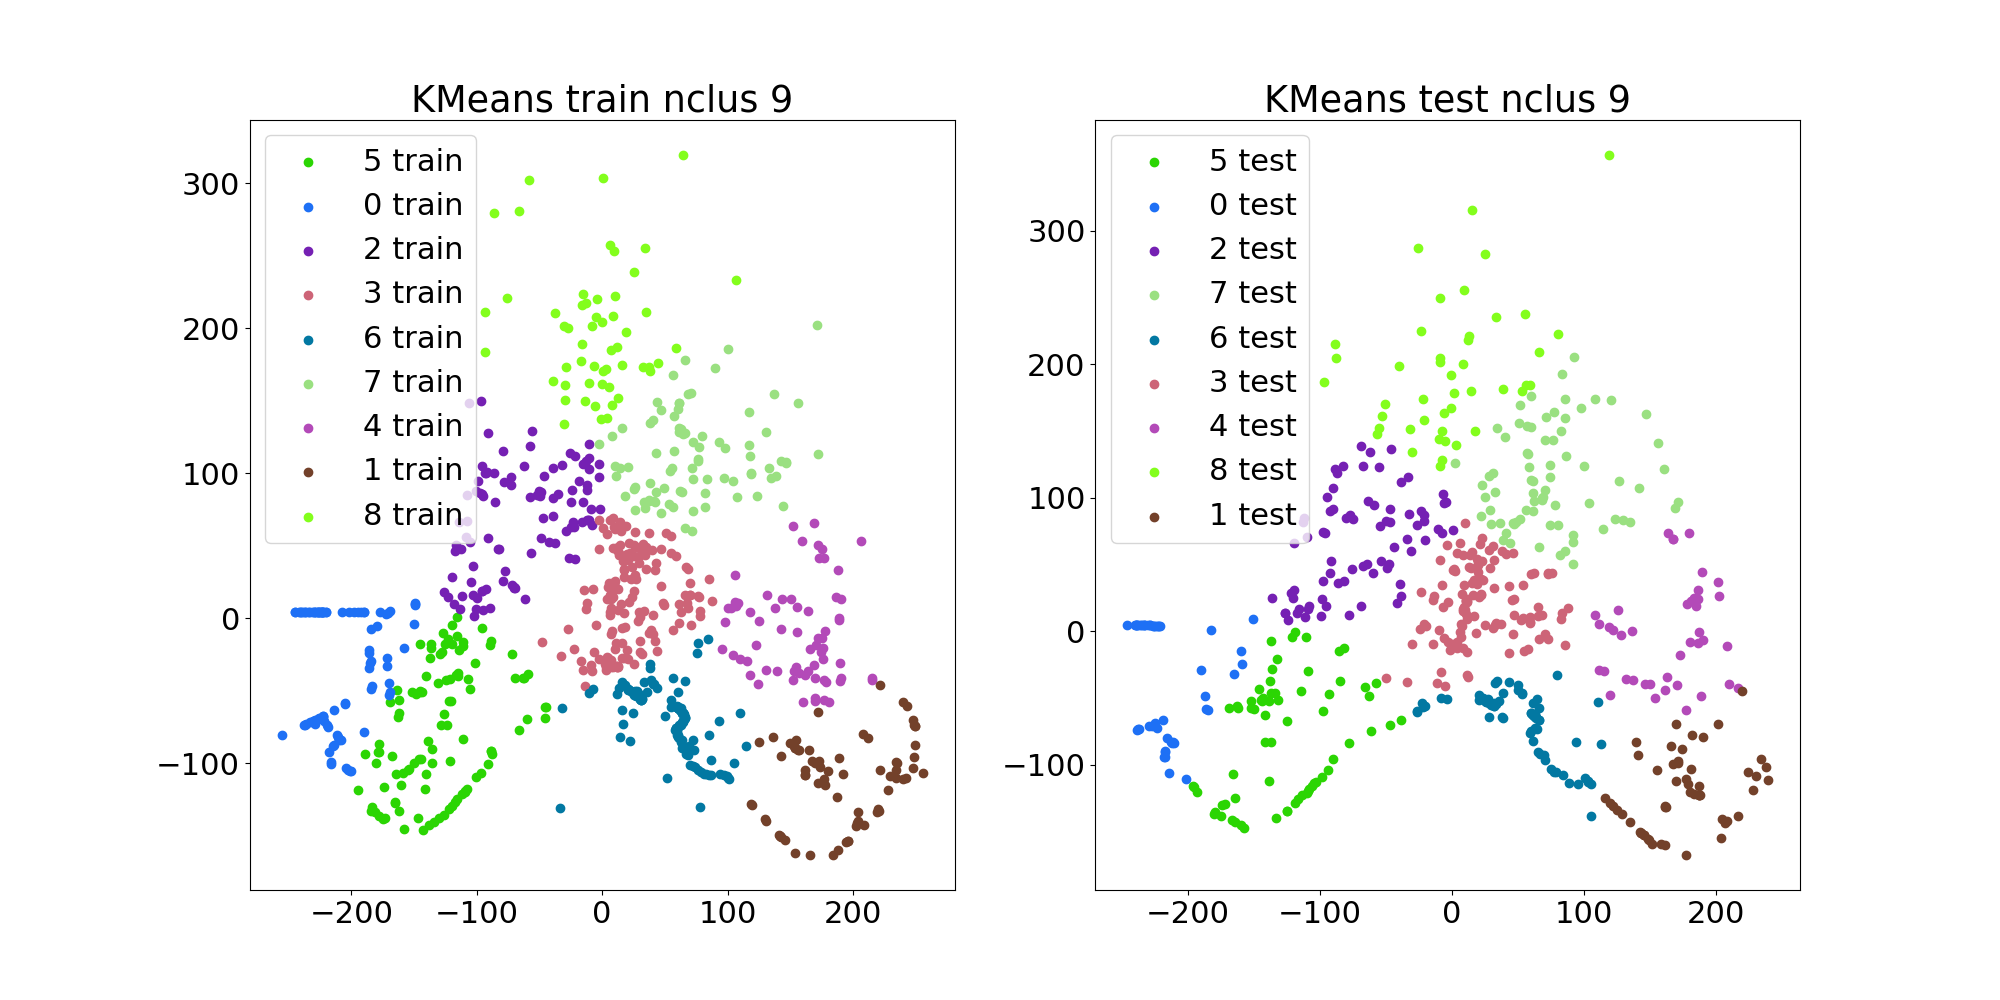 KMeans train nclus 9
5 train
0 train
2 train
3 train
6 train
7 train
4 train
1 train
8 train
300
200
100
0
−100
−200
−100
0
100
200
KMeans test nclus 9
5 test
0 test
2 test
7 test
6 test
3 test
4 test
8 test
1 test
300
200
100
0
−100
−200
−100
0
100
200